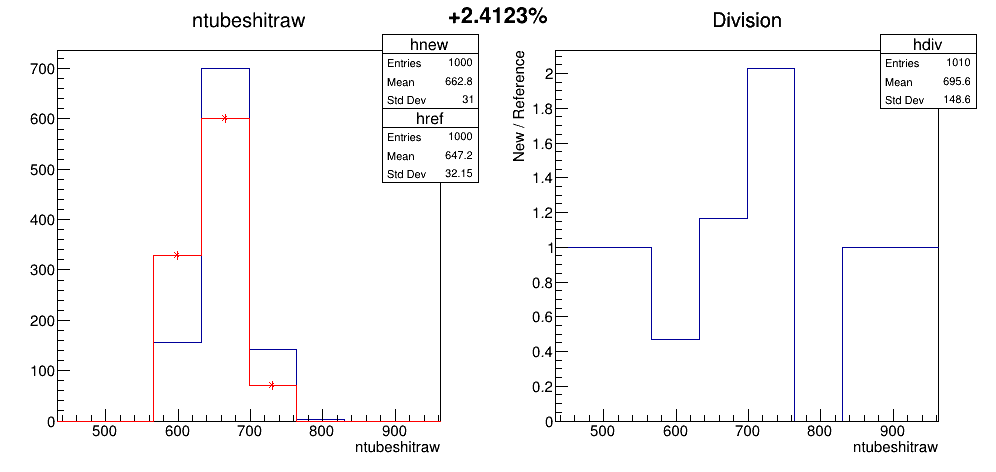 +2.4123%
ntubeshitraw
hnew
Entries 1000
Mean 662.8
Std Dev 31
href
Entries 1000
Mean 647.2
Std Dev 32.15
700
600
500
400
300
200
100
0
500 600 700 800 900
ntubeshitraw
Division
hdiv
Entries 1010
Mean 695.6
Std Dev 148.6
New / Reference
2
1.8
1.6
1.4
1.2
1
0.8
0.6
0.4
0.2
0
500 600 700 800 900
ntubeshitraw